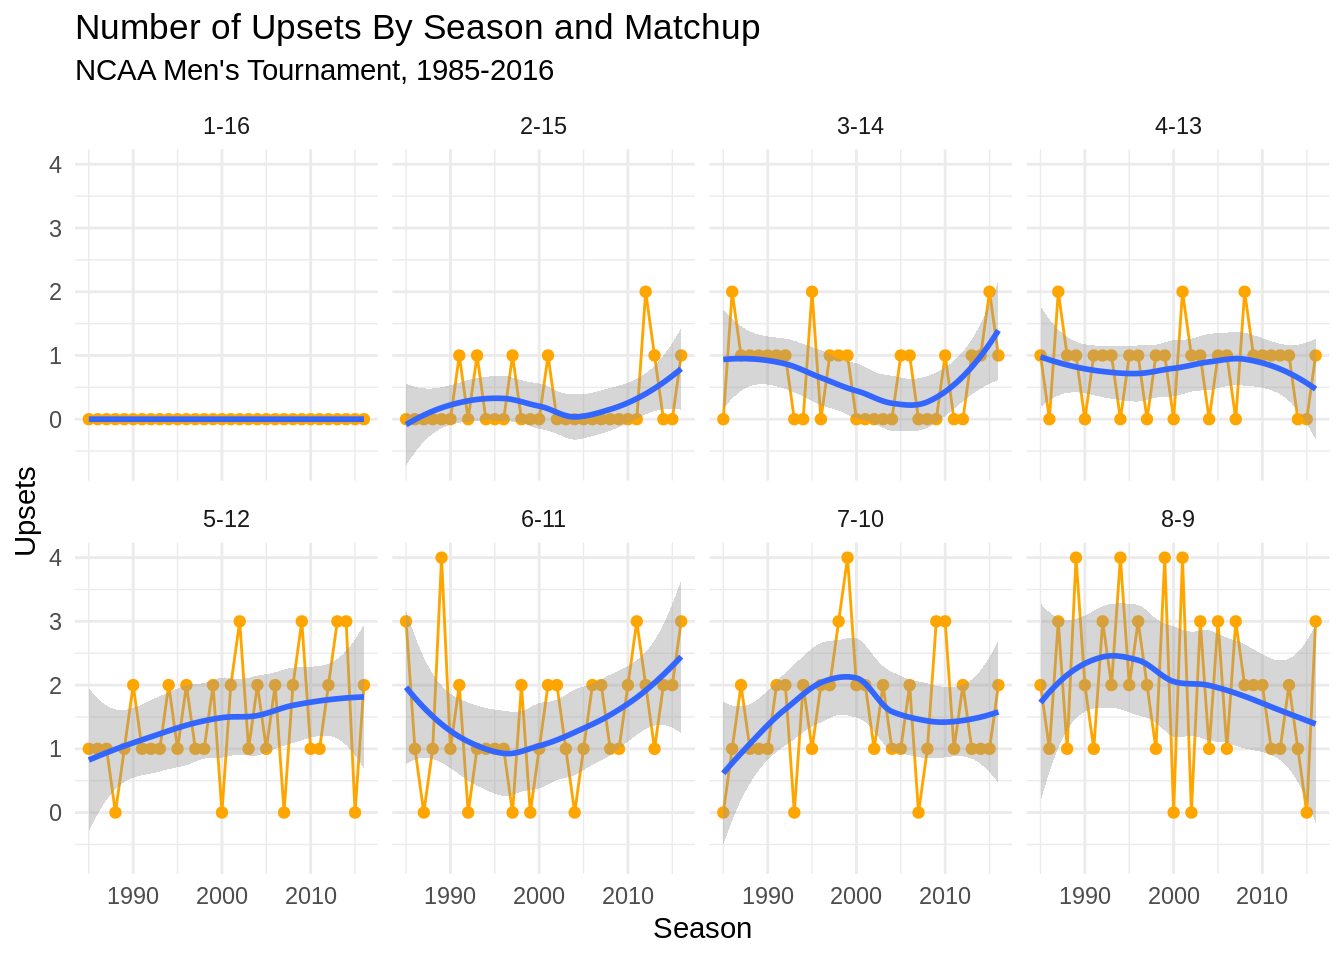 Number of Upsets By Season and Matchup
NCAA Men's Tournament, 1985-2016
1-16 2-15 3-14 4-13
4
3
2
1
0
Upsets
5-12 6-11 7-10 8-9
4
3
2
1
0
1990 2000 2010 1990 2000 2010 1990 2000 2010 1990 2000 2010
Season